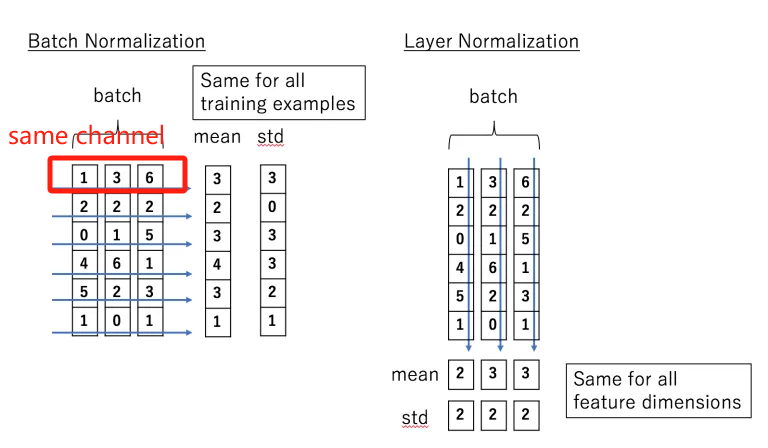 Batch Normalization
batch
Same for all
training examples
same channel
mean std
1 3 6 3 3
2 2 2 2 0
0 1 5 3 3
4 6 1 4 3
5 2 3 3 2
1 0 1 1 1
Layer Normalization
batch
1 3 6
2 2 2
0 1 5
4 6 1
5 2 3
1 0 1
mean 2 3 3
std 2 2 2
Same for all
feature dimensions